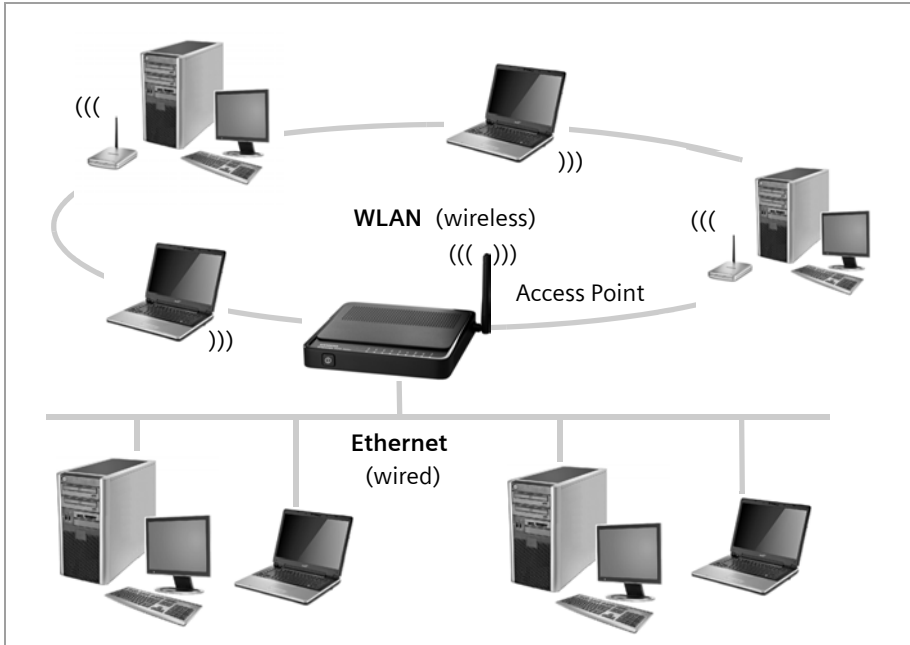 (((
)))
WLAN (wireless)
(((
((( )))
Access Point
)))
Ethernet
(wired)